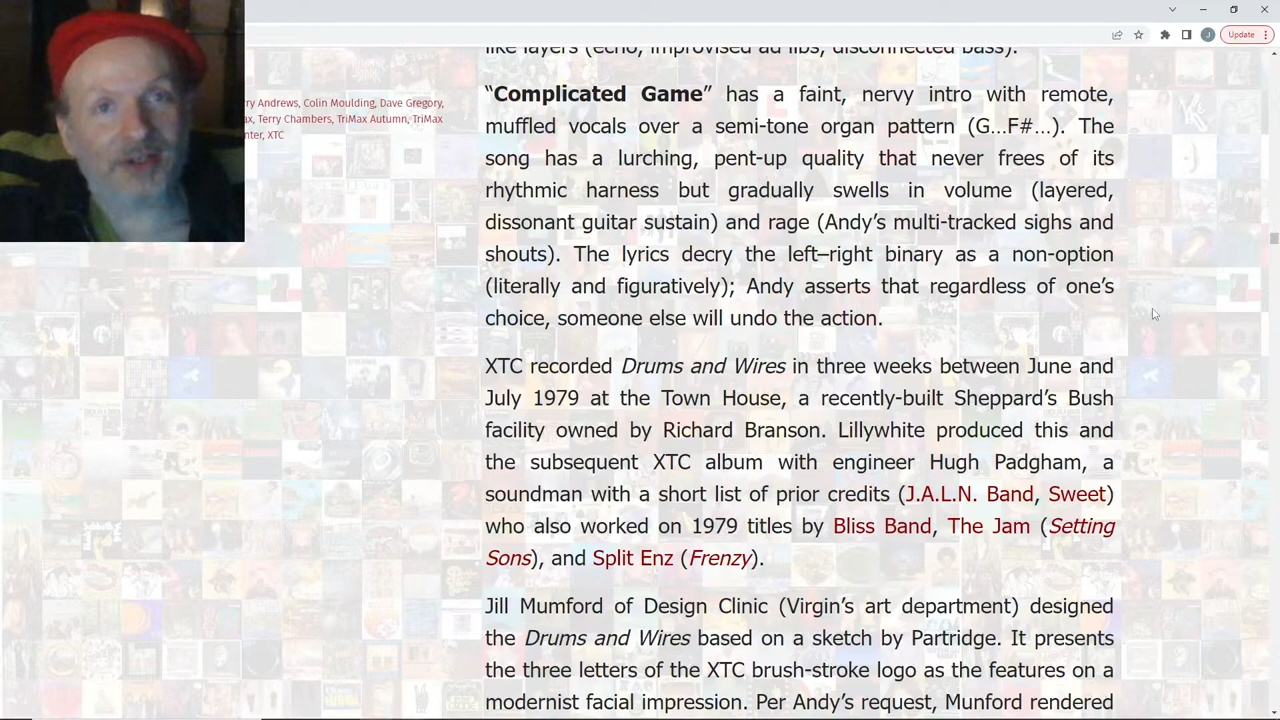 Update
like layers (echo, improvised ad libs, disconnected bass).
ry Andrews, Colin Moulding, Dave Gregory,
ax, Terry Chambers, TriMax Autumn, TriMax
nter, XTC
“Complicated Game” has a faint, nervy intro with remote,
muffled vocals over a semi-tone organ pattern (G…F#…). The
song has a lurching, pent-up quality that never frees of its
rhythmic harness but gradually swells in volume (layered,
dissonant guitar sustain) and rage (Andy’s multi-tracked sighs and
shouts). The lyrics decry the left–right binary as a non-option
(literally and figuratively); Andy asserts that regardless of one’s
choice, someone else will undo the action.
XTC recorded Drums and Wires in three weeks between June and
July 1979 at the Town House, a recently-built Sheppard’s Bush
facility owned by Richard Branson. Lillywhite produced this and
the subsequent XTC album with engineer Hugh Padgham, a
soundman with a short list of prior credits (J.A.L.N. Band, Sweet)
who also worked on 1979 titles by Bliss Band, The Jam (Setting
Sons), and Split Enz (Frenzy).
Jill Mumford of Design Clinic (Virgin’s art department) designed
the Drums and Wires based on a sketch by Partridge. It presents
the three letters of the XTC brush-stroke logo as the features on a
modernist facial impression. Per Andy’s request, Munford rendered